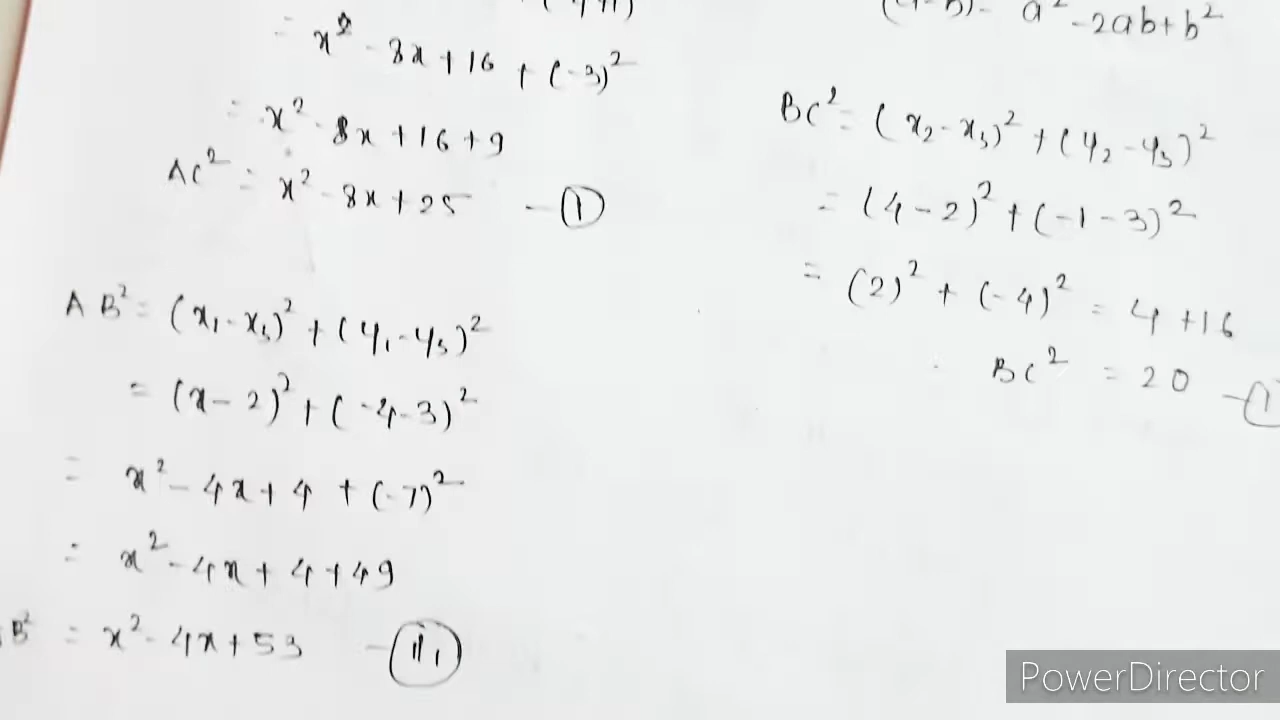 = x² - 8x + 16 + (-3)²
= x² - 8x + 16 + 9
AC² = x² - 8x + 25 - ①
AB² = (x₁ - x₃)² + (y₁ - y₃)²
= (x - 2)² + (-4 - 3)²
= x² - 4x + 4 + (-7)²
= x² - 4x + 4 + 49
B² = x² - 4x + 53 -
a² - 2ab + b²
BC² = (x₂ - x₃)² + (y₂ - y₃)²
= (4 - 2)² + (-1 - 3)²
= (2)² + (-4)² = 4 + 16
BC² = 20 -
PowerDirector